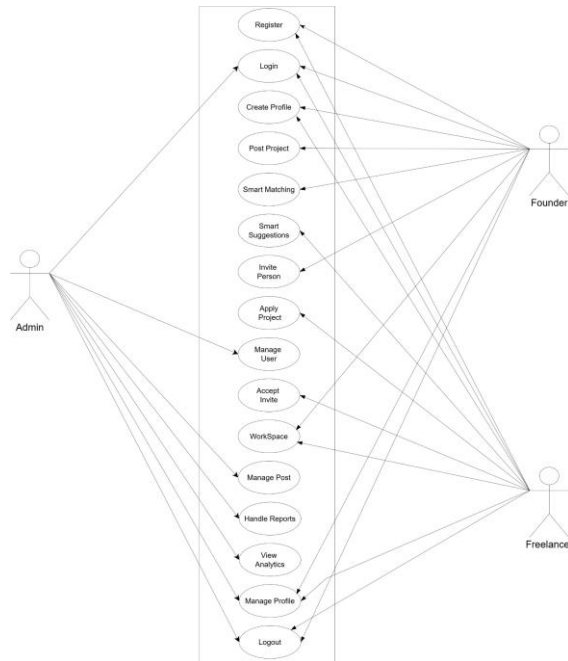 Register
Login
Create Profile
Post Project
Smart Matching
Founder
Smart
Suggestions
Invite
Person
Admin
Apply
Project
Manage
User
Accept
Invite
WorkSpace
Manage Post
Handle Reports
Freelance
View
Analytics
Manage Profile
Logout